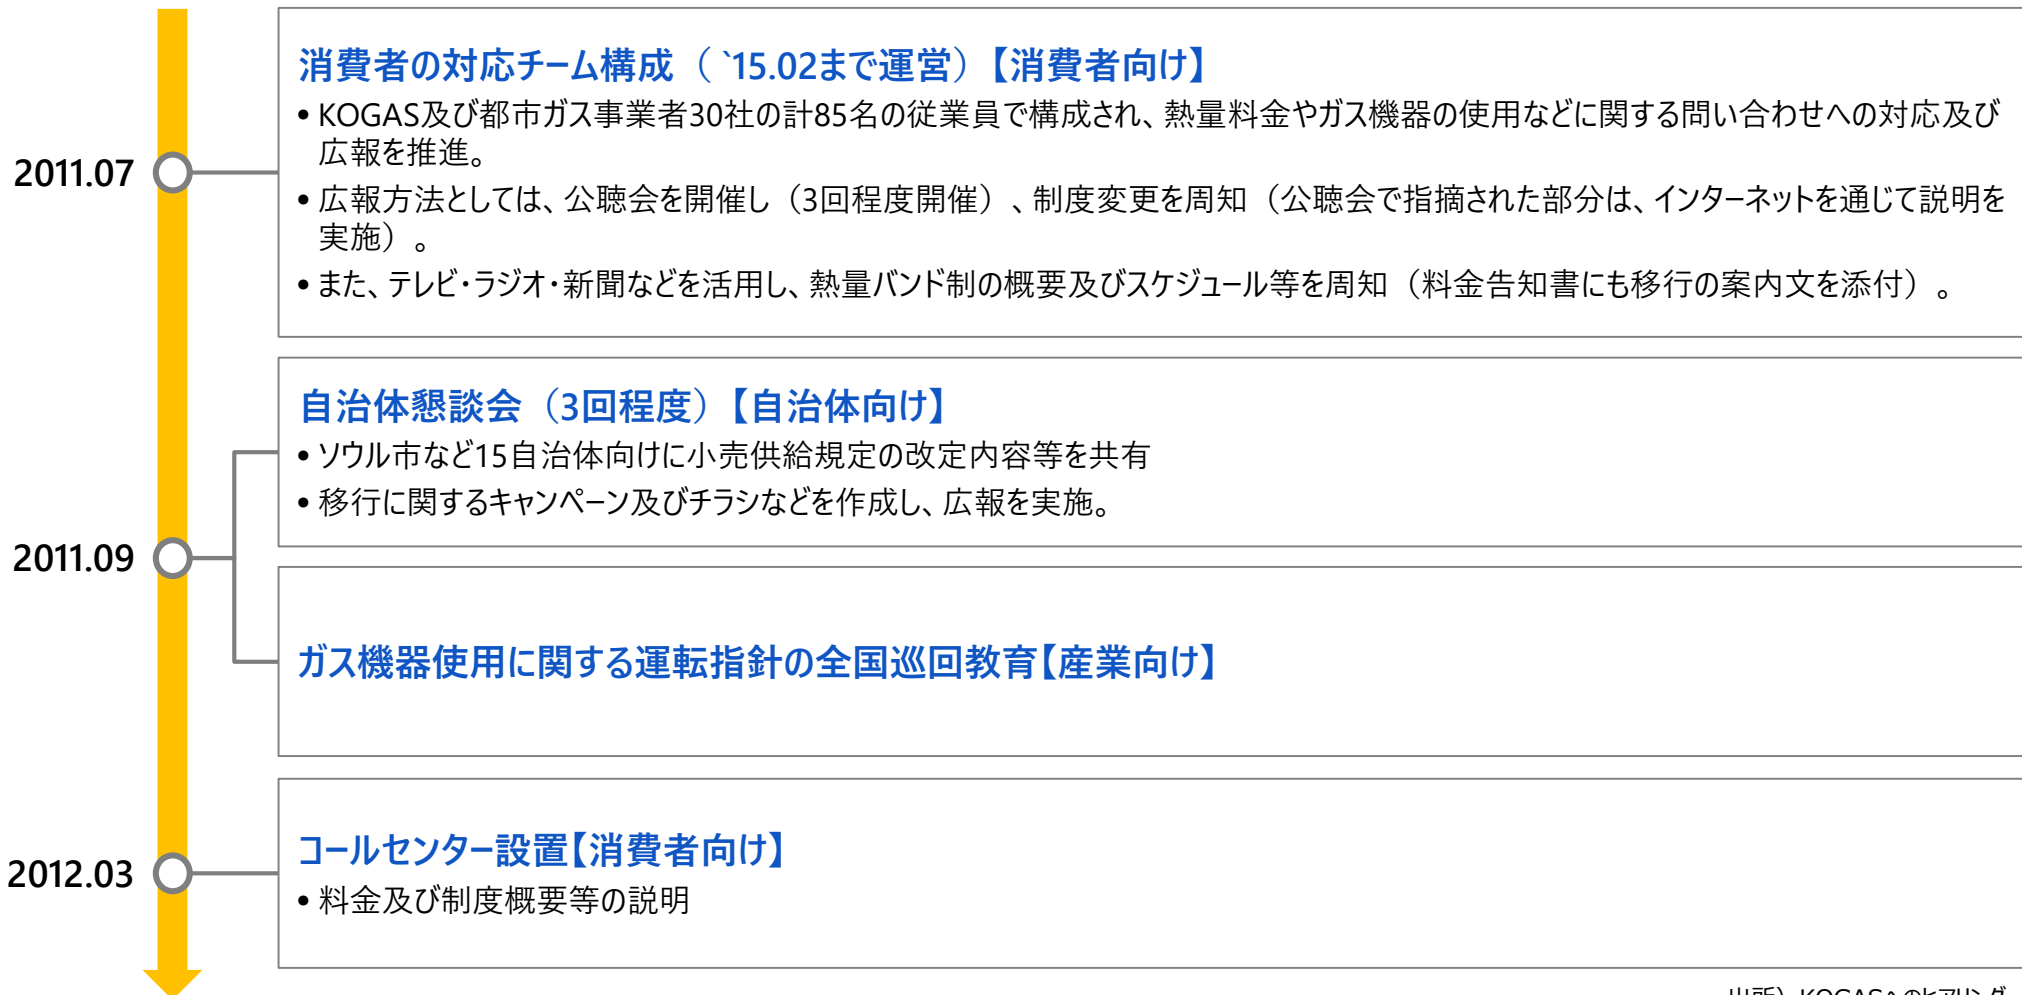 2011.07
消費者の対応チーム構成（`15.02まで運営）【消費者向け】
• KOGAS及び都市ガス事業者30社の計85名の従業員で構成され、熱量料金やガス機器の使用などに関する問い合わせへの対応及び
広報を推進。
• 広報方法としては、公聴会を開催し（3回程度開催）、制度変更を周知（公聴会で指摘された部分は、インターネットを通じて説明を
実施）。
• また、テレビ・ラジオ・新聞などを活用し、熱量バンド制の概要及びスケジュール等を周知（料金告知書にも移行の案内文を添付）。
2011.09
自治体懇談会（3回程度）【自治体向け】
• ソウル市など15自治体向けに小売供給規定の改定内容等を共有
• 移行に関するキャンペーン及びチラシなどを作成し、広報を実施。
ガス機器使用に関する運転指針の全国巡回教育【産業向け】
2012.03
コールセンター設置【消費者向け】
• 料金及び制度概要等の説明
出所）KOGASへのヒアリング